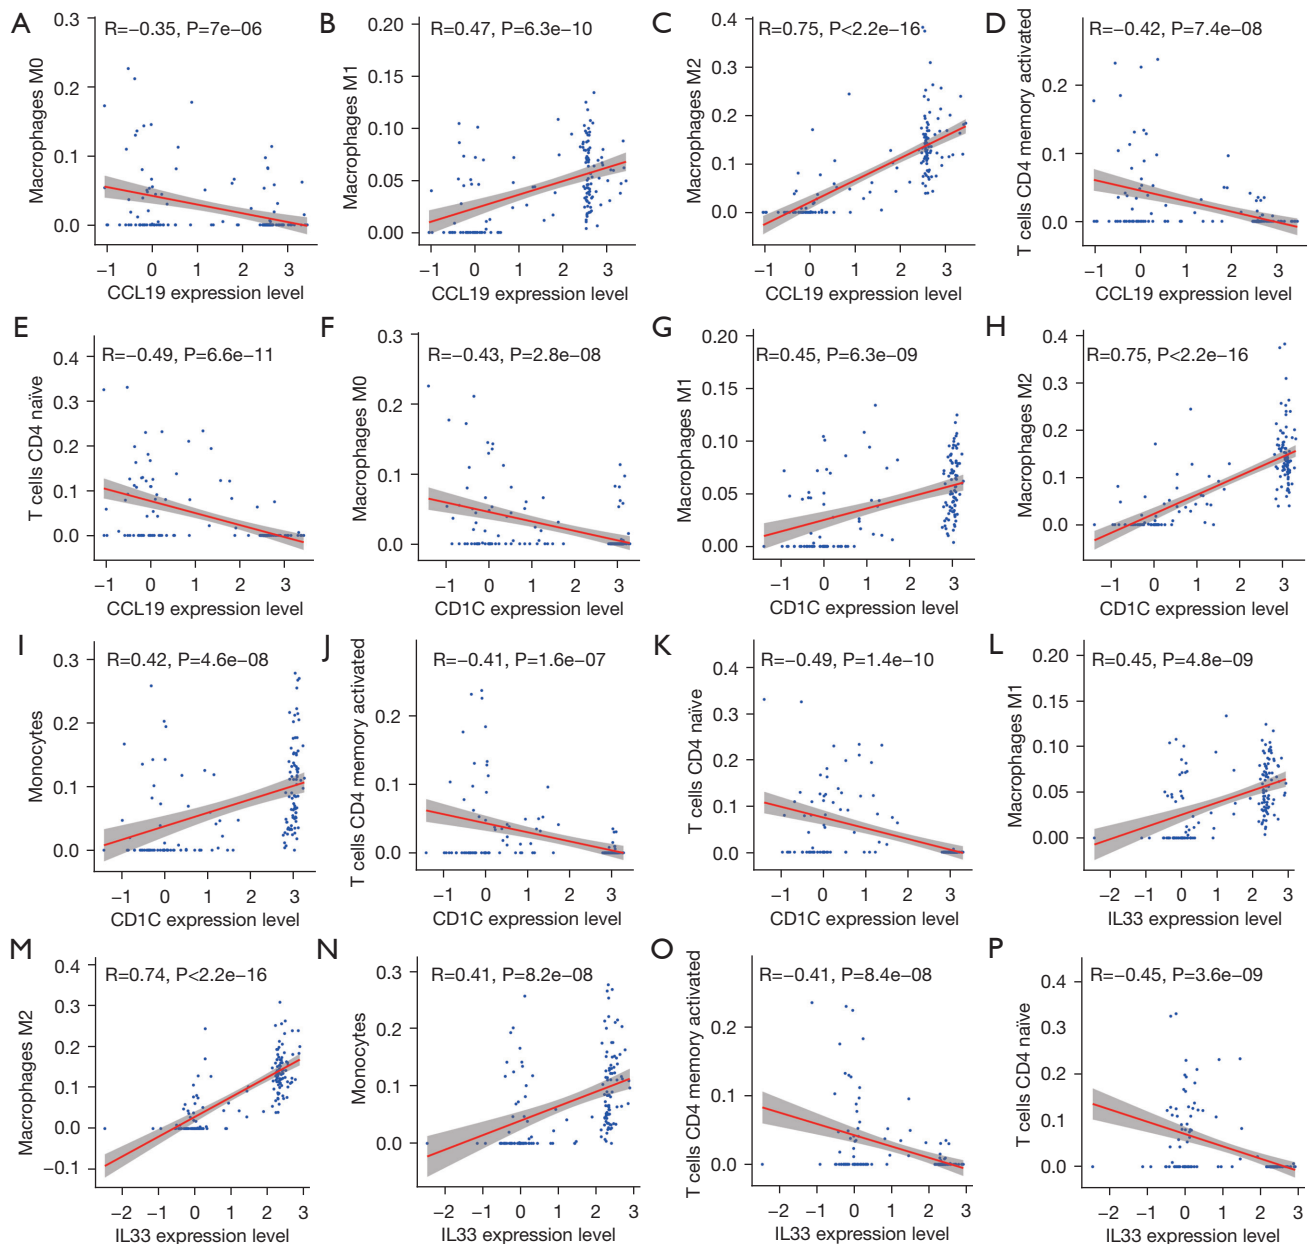 A
R=−0.35, P=7e−06
Macrophages M0
0.3
0.2
0.1
0.0
−1 0 1 2 3
CCL19 expression level
B
R=0.47, P=6.3e−10
Macrophages M1
0.20
0.15
0.10
0.05
0.00
−1 0 1 2 3
CCL19 expression level
C
R=0.75, P<2.2e−16
Macrophages M2
0.4
0.3
0.2
0.1
0.0
−1 0 1 2 3
CCL19 expression level
D
R=−0.42, P=7.4e−08
T cells CD4 memory activated
0.2
0.1
0.0
−1 0 1 2 3
CCL19 expression level
E
R=−0.49, P=6.6e−11
T cells CD4 naïve
0.4
0.3
0.2
0.1
0.0
−1 0 1 2 3
CCL19 expression level
F
R=−0.43, P=2.8e−08
Macrophages M0
0.3
0.2
0.1
0.0
−1 0 1 2 3
CD1C expression level
G
R=0.45, P=6.3e−09
Macrophages M1
0.20
0.15
0.10
0.05
0.00
−1 0 1 2 3
CD1C expression level
H
R=0.75, P<2.2e−16
Macrophages M2
0.4
0.3
0.2
0.1
0.0
−1 0 1 2 3
CD1C expression level
I
R=0.42, P=4.6e−08
Monocytes
0.3
0.2
0.1
0.0
−1 0 1 2 3
CD1C expression level
J
R=−0.41, P=1.6e−07
T cells CD4 memory activated
0.2
0.1
0.0
−1 0 1 2 3
CD1C expression level
K
R=−0.49, P=1.4e−10
T cells CD4 naïve
0.4
0.3
0.2
0.1
0.0
−1 0 1 2 3
CD1C expression level
L
R=0.45, P=4.8e−09
Macrophages M1
0.20
0.15
0.10
0.05
0.00
−2 −1 0 1 2 3
IL33 expression level
M
R=0.74, P<2.2e−16
Macrophages M2
0.4
0.3
0.2
0.1
0.0
−0.1
−2 −1 0 1 2 3
IL33 expression level
N
R=0.41, P=8.2e−08
Monocytes
0.3
0.2
0.1
0.0
−2 −1 0 1 2 3
IL33 expression level
O
R=−0.41, P=8.4e−08
T cells CD4 memory activated
0.2
0.1
0.0
−2 −1 0 1 2 3
IL33 expression level
P
R=−0.45, P=3.6e−09
T cells CD4 naïve
0.4
0.3
0.2
0.1
0.0
−2 −1 0 1 2 3
IL33 expression level